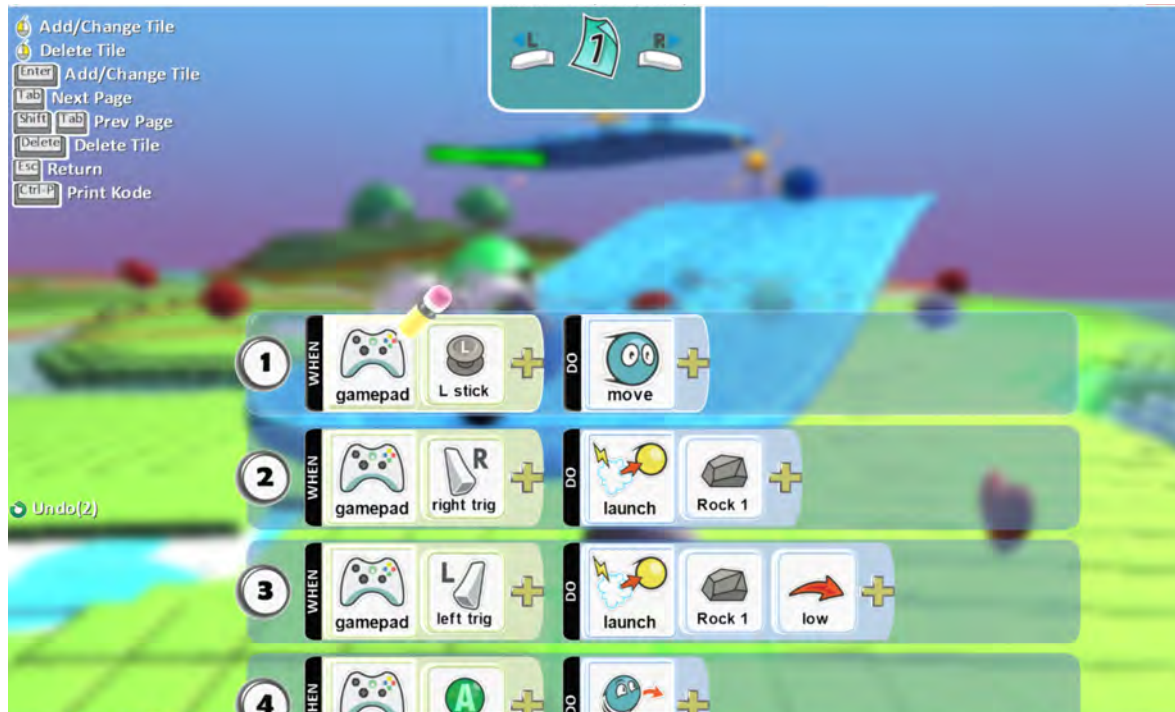 Add/Change Tile
Delete Tile
Enter Add/Change Tile
Tab Next Page
Shift Tab Prev Page
Delete Delete Tile
Esc Return
Ctrl-P Print Kode
L 1 R
1 WHEN gamepad L L stick DO move
2 WHEN gamepad R right trig DO launch Rock 1
Undo(2)
3 WHEN gamepad L left trig DO launch Rock 1 low
4 WHEN A DO